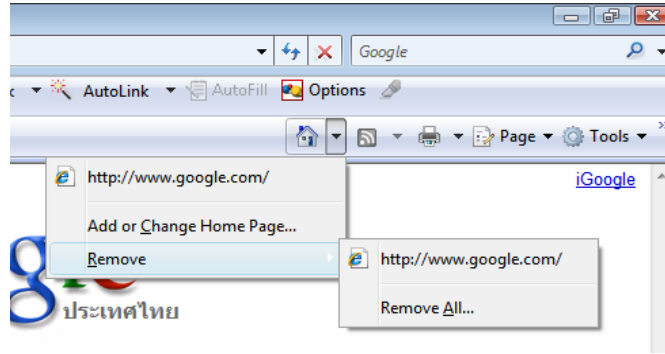 Google
AutoLink AutoFill Options
Page Tools
http://www.google.com/
iGoogle
Add or Change Home Page...
Remove
http://www.google.com/
Remove All...
ประเทศไทย